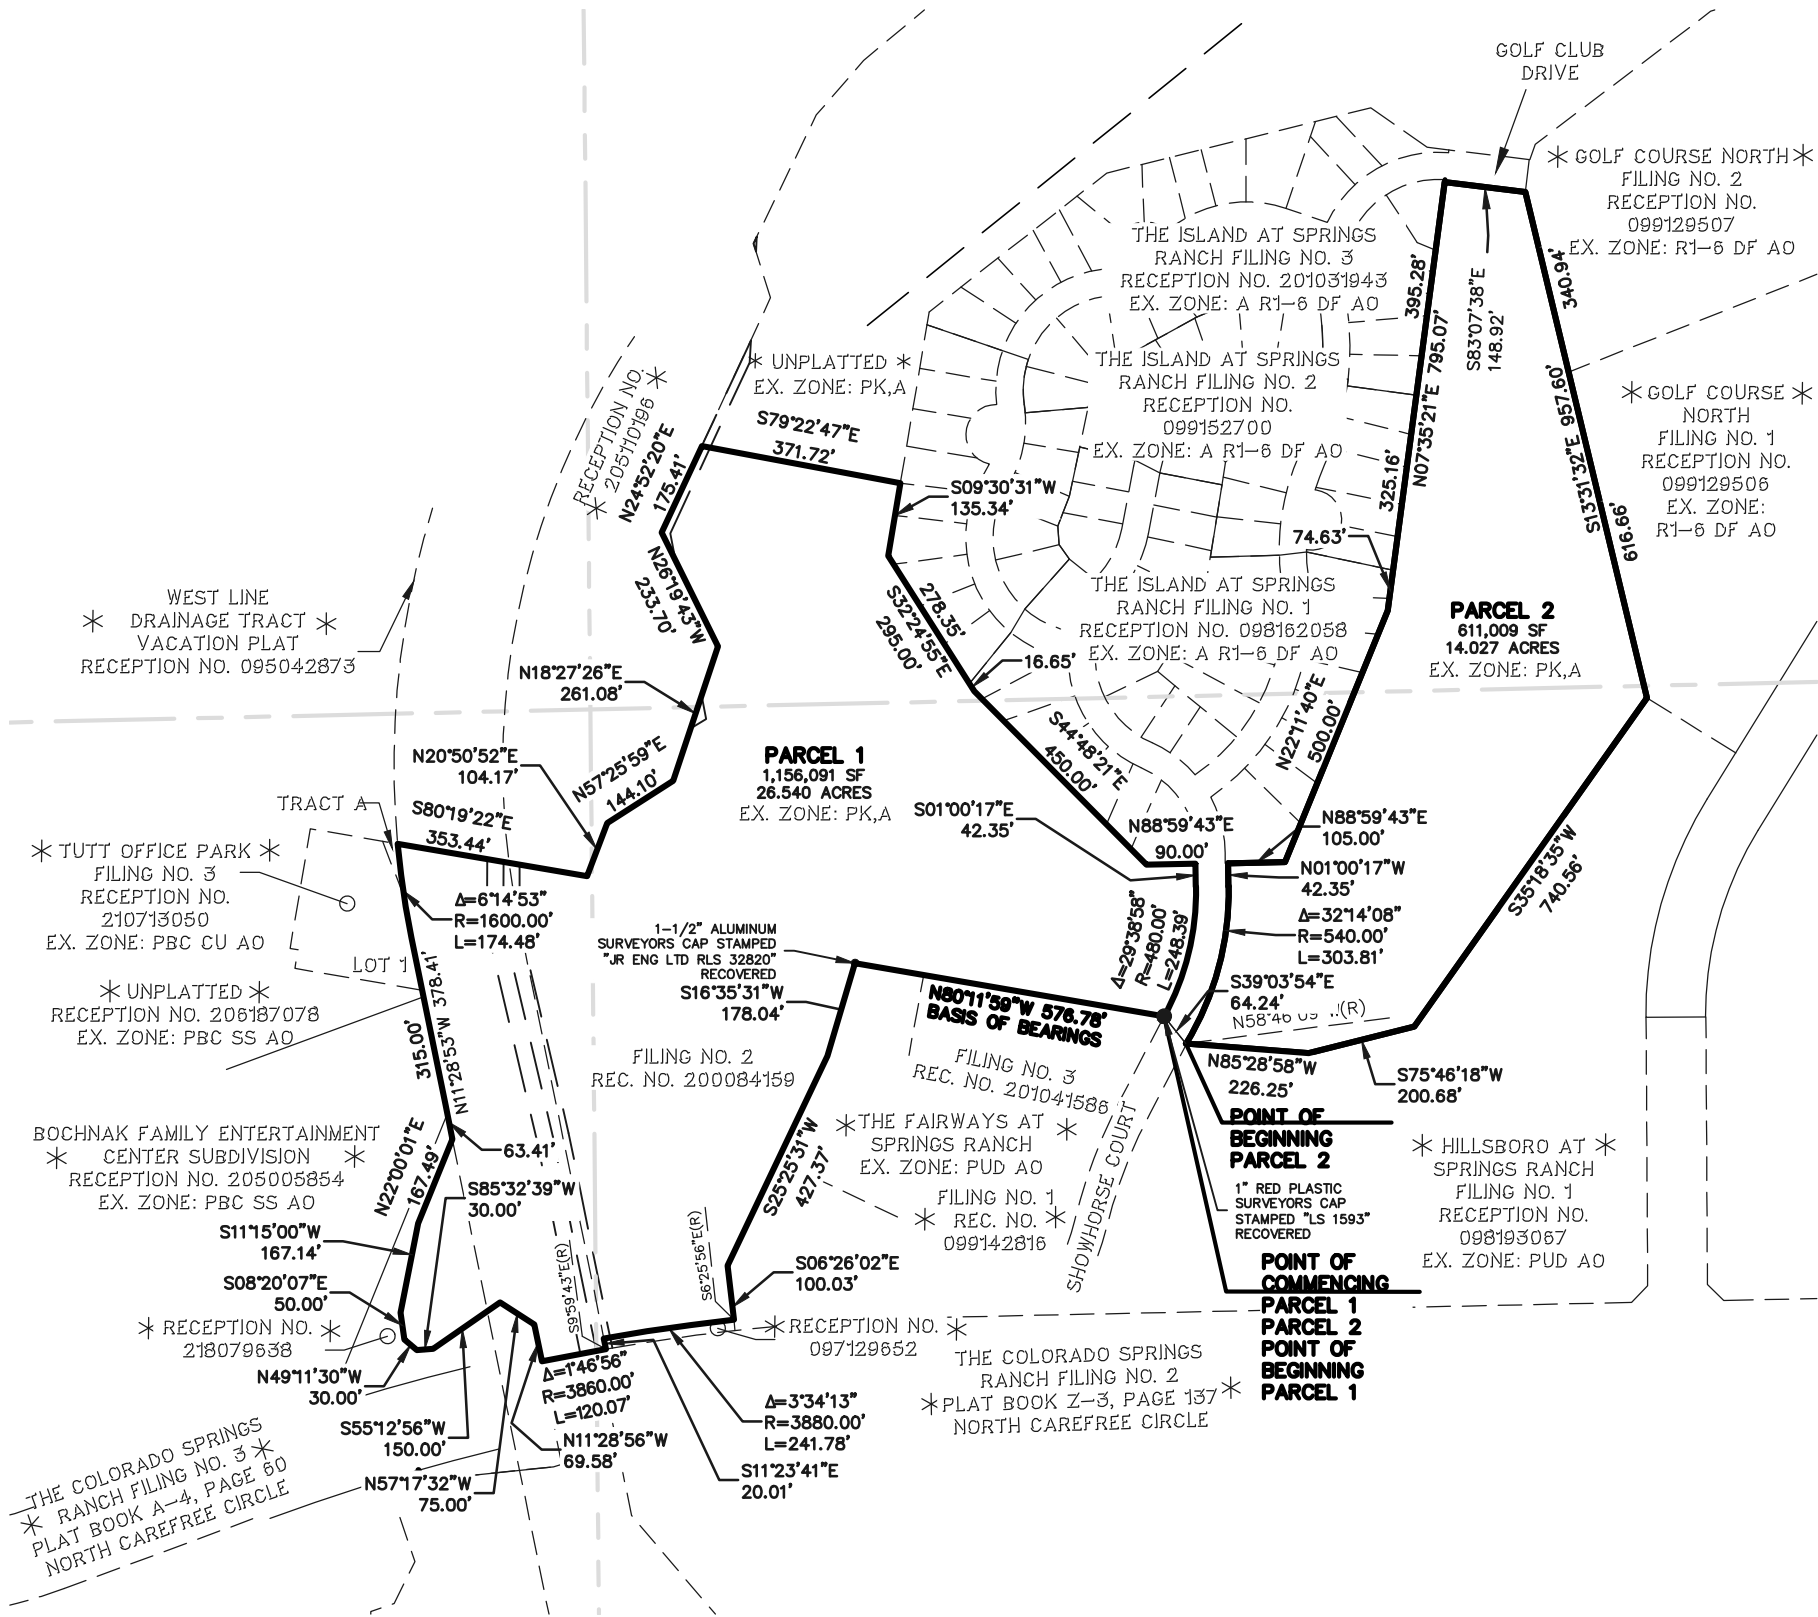 GOLF CLUB
DRIVE
* GOLF COURSE NORTH *
FILING NO. 2
RECEPTION NO.
099129507
EX. ZONE: R1-6 DF AO
THE ISLAND AT SPRINGS
RANCH FILING NO. 3
RECEPTION NO. 201031943
EX. ZONE: A R1-6 DF AO
395.28'
N07°35'21"E 795.07'
325.16'
S83°07'38"E
148.92'
340.94'
S13°31'32"E 957.60'
616.66'
* UNPLATTED *
EX. ZONE: PK,A
RECEPTION NO.
* 205110196 *
THE ISLAND AT SPRINGS
RANCH FILING NO. 2
RECEPTION NO.
099152700
EX. ZONE: A R1-6 DF AO
* GOLF COURSE *
NORTH
FILING NO. 1
RECEPTION NO.
099129506
EX. ZONE:
R1-6 DF AO
S79°22'47"E
371.72'
N24°52'20"E
175.41'
S09°30'31"W
135.34'
74.63'
N26°19'43"W
233.70'
278.35'
S32°24'55"E
295.00'
THE ISLAND AT SPRINGS
RANCH FILING NO. 1
RECEPTION NO. 098162058
EX. ZONE: A R1-6 DF AO
16.65'
WEST LINE
* DRAINAGE TRACT *
VACATION PLAT
RECEPTION NO. 095042873
PARCEL 2
611,009 SF
14.027 ACRES
EX. ZONE: PK,A
N18°27'26"E
261.08'
N20°50'52"E
104.17'
N57°25'59"E
144.10'
PARCEL 1
1,156,091 SF
26.540 ACRES
EX. ZONE: PK,A
S44°48'21"E
450.00'
N22°11'40"E
500.00'
TRACT A
S80°19'22"E
353.44'
S01°00'17"E
42.35'
N88°59'43"E
90.00'
N88°59'43"E
105.00'
N01°00'17"W
42.35'
S35°18'35"W
740.56'
* TUTT OFFICE PARK *
FILING NO. 3
RECEPTION NO.
210713050
EX. ZONE: PBC CU AO
LOT 1
Δ=6°14'53"
R=1600.00'
L=174.48'
1-1/2" ALUMINUM
SURVEYORS CAP STAMPED
"JR ENG LTD RLS 32820"
RECOVERED
Δ=29°38'58"
R=480.00'
L=248.39'
Δ=32°14'08"
R=540.00'
L=303.81'
* UNPLATTED *
RECEPTION NO. 206187078
EX. ZONE: PBC SS AO
315.00'
N11°28'53"W 378.41'
S16°35'31"W
178.04'
N80°11'59"W 576.78'
BASIS OF BEARINGS
S39°03'54"E
64.24'
(R)
FILING NO. 2
REC. NO. 200084159
FILING NO. 3
REC. NO. 201041586
N85°28'58"W
226.25'
S75°46'18"W
200.68'
BOCHNAK FAMILY ENTERTAINMENT
* CENTER SUBDIVISION *
RECEPTION NO. 205005854
EX. ZONE: PBC SS AO
N22°00'01"E
167.49'
63.41'
S25°25'31"W
427.37'
* THE FAIRWAYS AT *
SPRINGS RANCH
EX. ZONE: PUD AO
FILING NO. 1
* REC. NO. *
099142816
SHOWHORSE COURT
POINT OF
BEGINNING
PARCEL 2
1" RED PLASTIC
SURVEYORS CAP
STAMPED "LS 1593"
RECOVERED
* HILLSBORO AT *
SPRINGS RANCH
FILING NO. 1
RECEPTION NO.
098193067
EX. ZONE: PUD AO
S11°15'00"W
167.14'
S85°32'39"W
30.00'
S08°20'07"E
50.00'
S9°59'43"E(R)
S6°25'56"E(R)
S06°26'02"E
100.03'
POINT OF
COMMENCING
PARCEL 1
PARCEL 2
POINT OF
BEGINNING
PARCEL 1
* RECEPTION NO. *
218079638
* RECEPTION NO. *
097129652
N49°11'30"W
30.00'
Δ=1°46'56"
R=3860.00'
L=120.07'
THE COLORADO SPRINGS
RANCH FILING NO. 2
* PLAT BOOK Z-3, PAGE 137 *
NORTH CAREFREE CIRCLE
S55°12'56"W
150.00'
Δ=3°34'13"
R=3880.00'
L=241.78'
N11°28'56"W
69.58'
S11°23'41"E
20.01'
N57°17'32"W
75.00'
THE COLORADO SPRINGS
* RANCH FILING NO. 3 *
PLAT BOOK A-4, PAGE 60
NORTH CAREFREE CIRCLE